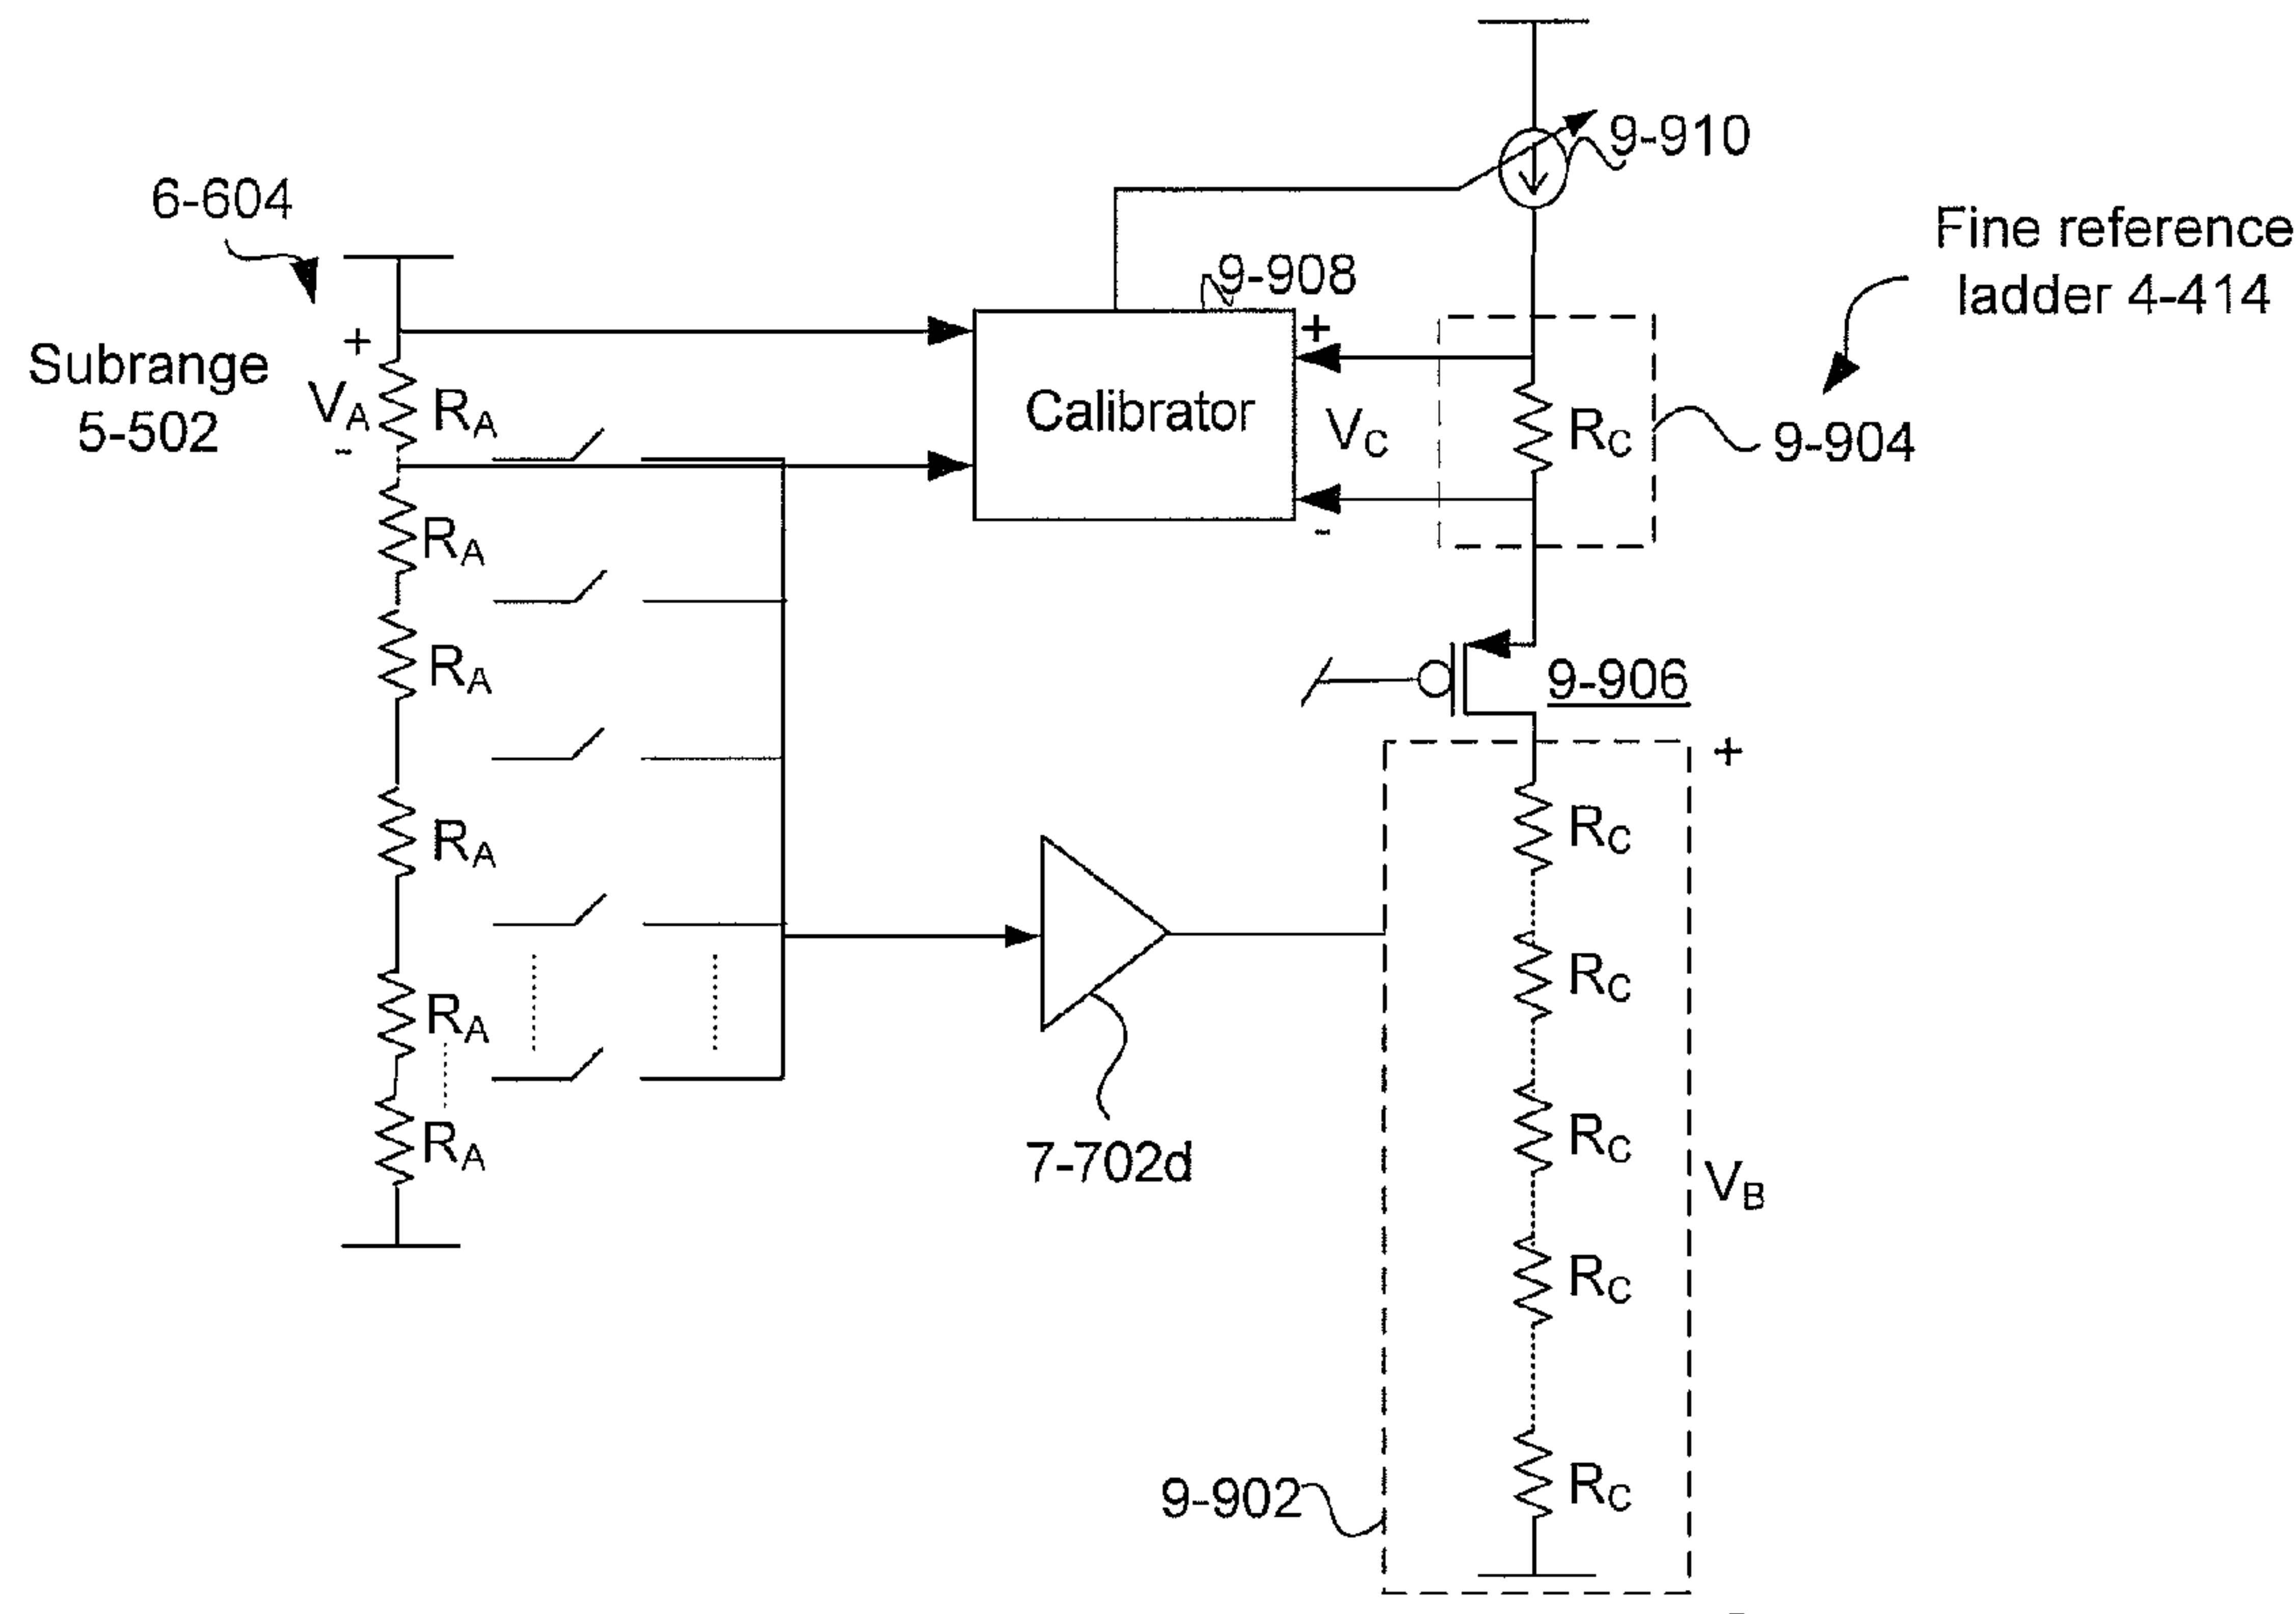 9-910
6-604
9-908
Fine reference
ladder 4-414
+
+
Subrange
5-502
VA
RA
Calibrator
VC
RC
9-904
-
-
RA
RA
9-906
+
RC
RA
RC
RA
RA
RC
7-702d
VB
RC
9-902
RC
-